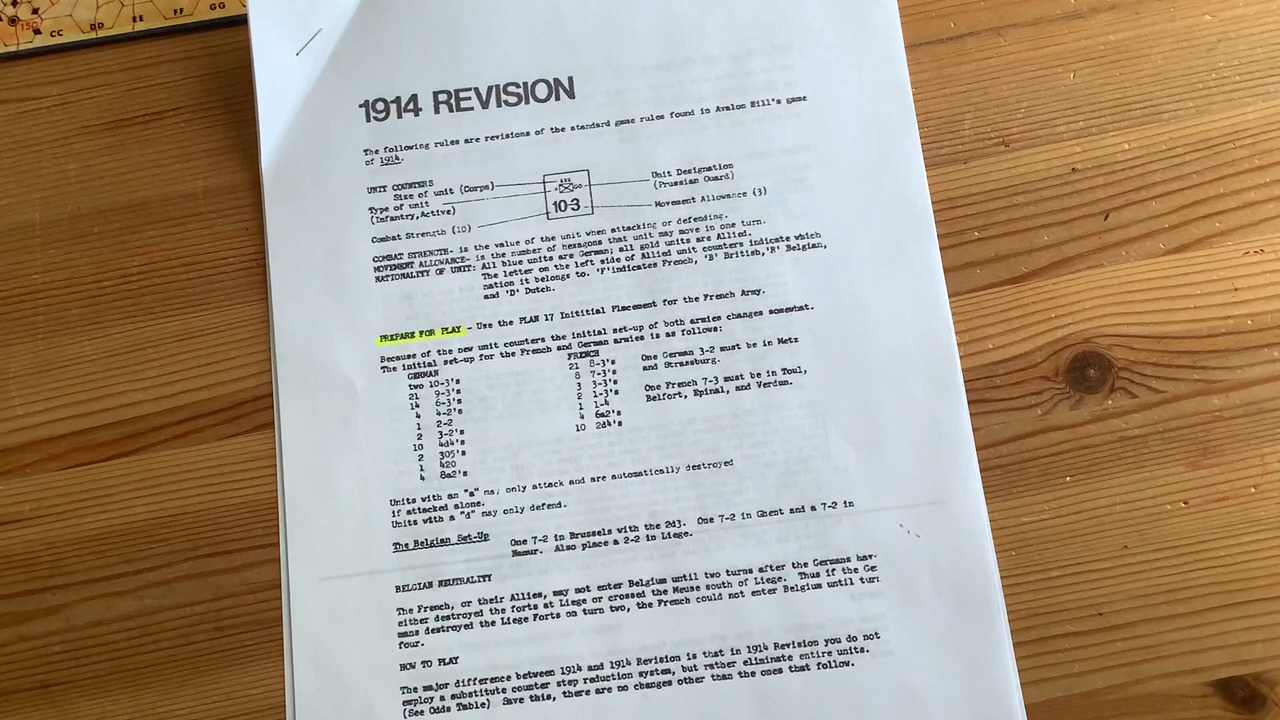 150
CC
DD
EE
FF
GG
1914 REVISION
The following rules are revisions of the standard game rules found in Avalon Hill's game
of 1914.
UNIT COUNTERS
Size of unit (Corps)
Type of unit
(Infantry,Active)
Combat Strength (10)
xxx
GD
10-3
Unit Designation
(Prussian Guard)
Movement Allowance (3)
COMBAT STRENGTH- is the value of the unit when attacking or defending.
MOVEMENT ALLOWANCE- is the number of hexagons that unit may move in one turn.
NATIONALITY OF UNIT: All blue units are German; all gold units are Allied.
The letter on the left side of Allied unit counters indicate which
nation it belongs to. 'F'indicates French, 'B' British,'R' Belgian,
and 'D' Dutch.
PREPARE FOR PLAY - Use the PLAN 17 Inititial Placement for the French Army.
Because of the new unit counters the initial set-up of both armies changes somewhat.
The initial set-up for the French and German armies is as follows:
GERMAN
two 10-3's
21 9-3's
14 6-3's
4 4-2's
1 2-2
2 3-2's
10 4d4's
2 305's
1 420
4 8a2's
FRENCH
21 8-3's
8 7-3's
3 3-3's
2 1-3's
1 1-4
4 6a2's
10 2d4's
One German 3-2 must be in Metz
and Strassburg.
One French 7-3 must be in Toul,
Belfort, Epinal, and Verdun.
Units with an "a" may only attack and are automatically destroyed
if attacked alone.
Units with a "d" may only defend.
The Belgian Set-Up One 7-2 in Brussels with the 2d3. One 7-2 in Ghent and a 7-2 in
Namur. Also place a 2-2 in Liege.
BELGIAN NEUTRALITY
The French, or their Allies, may not enter Belgium until two turns after the Germans hav-
either destroyed the forts at Liege or crossed the Meuse south of Liege. Thus if the Ge
mans destroyed the Liege Forts on turn two, the French could not enter Belgium until turn
four.
HOW TO PLAY
The major difference between 1914 and 1914 Revision is that in 1914 Revision you do not
employ a substitute counter step reduction system, but rather eliminate entire units.
(See Odds Table) Save this, there are no changes other than the ones that follow.